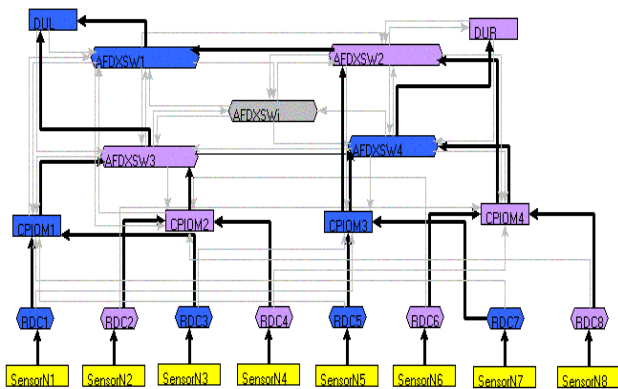 DUL
DUR
AFDXSW1
AFDXSW2
AFDXSWi
AFDXSW3
AFDXSW4
CPIOM1
CPIOM2
CPIOM3
CPIOM4
RDC1
RDC2
RDC3
RDC4
RDC5
RDC6
RDC7
RDC8
SensorN1
SensorN2
SensorN3
SensorN4
SensorN5
SensorN6
SensorN7
SensorN8